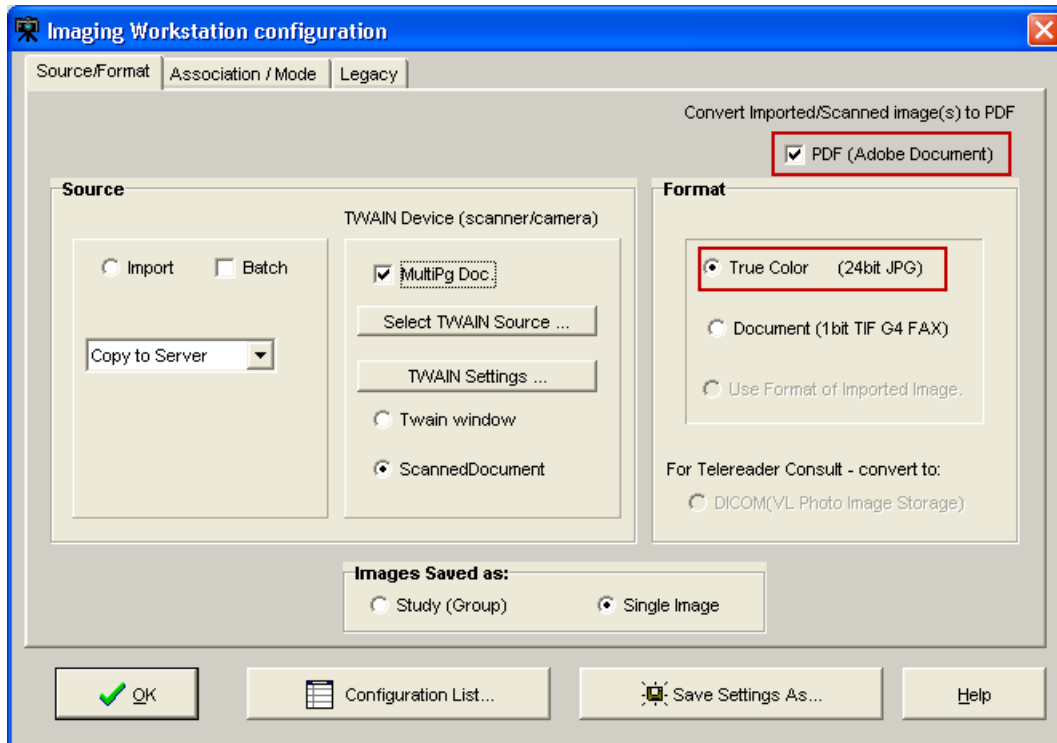 Imaging Workstation configuration
Source/Format
Association / Mode
Legacy
Convert Imported/Scanned image(s) to PDF
PDF (Adobe Document)
Source
Import
Batch
Copy to Server
TWAIN Device (scanner/camera)
MultiPg Doc.
Select TWAIN Source ...
TWAIN Settings ...
Twain window
ScannedDocument
Format
True Color (24bit JPG)
Document (1bit TIF G4 FAX)
Use Format of Imported Image.
For Telereader Consult - convert to:
DICOM(VL Photo Image Storage)
Images Saved as:
Study (Group)
Single Image
OK
Configuration List...
Save Settings As...
Help